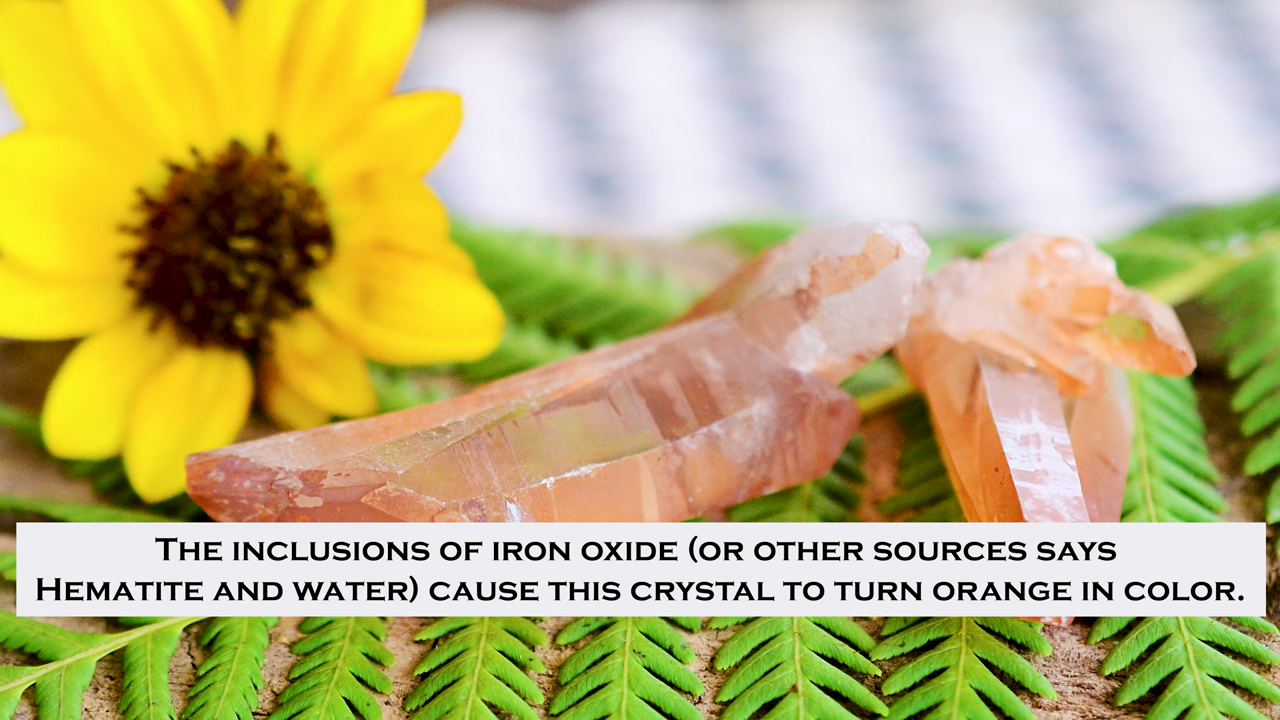 The inclusions of iron oxide (or other sources says
Hematite and water) cause this crystal to turn orange in color.